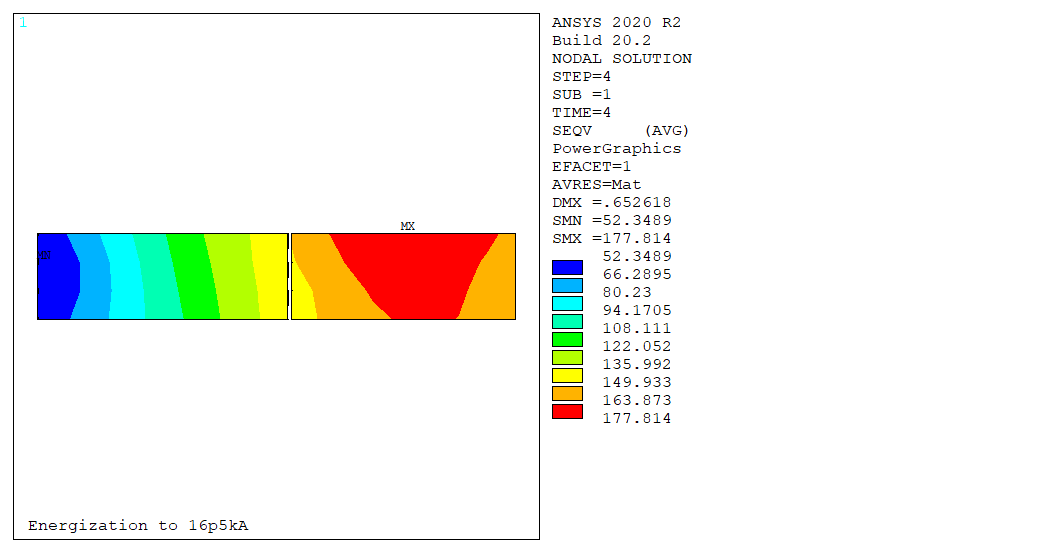 1
ANSYS 2020 R2
Build 20.2
NODAL SOLUTION
STEP=4
SUB =1
TIME=4
SEQV     (AVG)
PowerGraphics
EFACET=1
AVRES=Mat
DMX =.652618
SMN =52.3489
SMX =177.814
52.3489
66.2895
80.23
94.1705
108.111
122.052
135.992
149.933
163.873
177.814
MX
Energization to 16p5kA